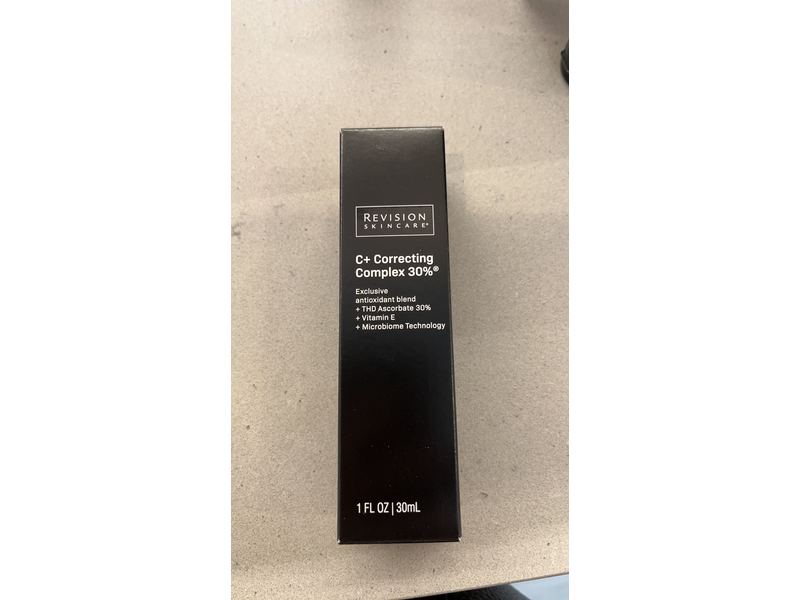 REVISION
SKINCARE®
C+ Correcting
Complex 30%®
Exclusive
antioxidant blend
+ THD Ascorbate 30%
+ Vitamin E
+ Microbiome Technology
1 FL OZ | 30mL